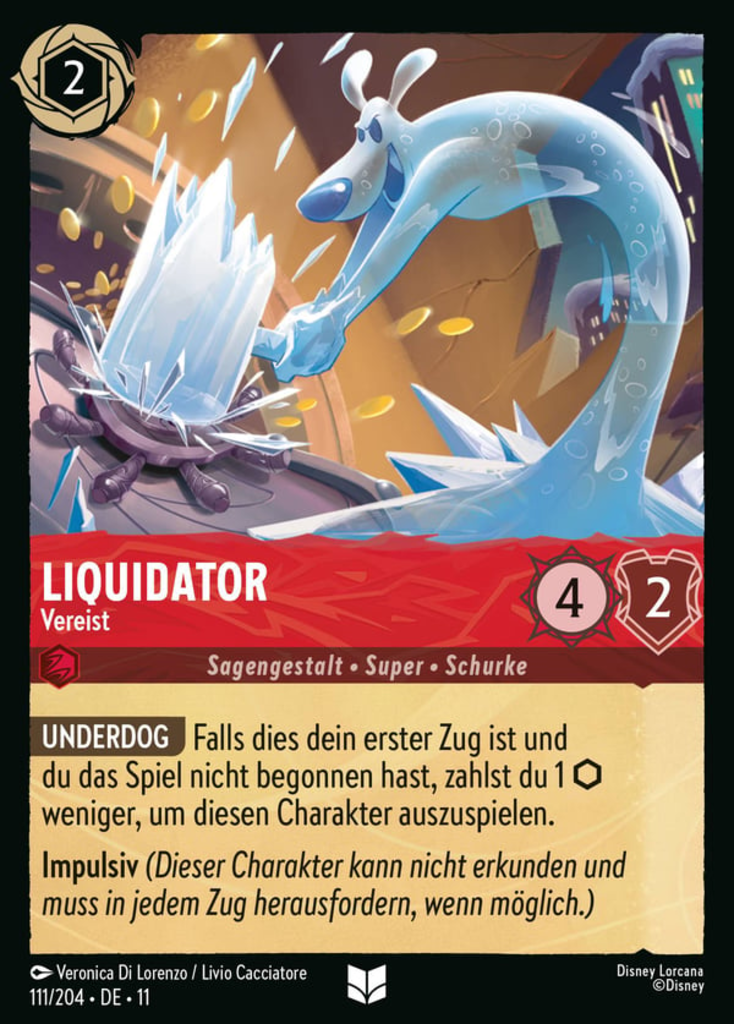 2
LIQUIDATOR
Vereist
4
2
Sagengestalt • Super • Schurke
UNDERDOG Falls dies dein erster Zug ist und
du das Spiel nicht begonnen hast, zahlst du 1 ⬡
weniger, um diesen Charakter auszuspielen.
Impulsiv (Dieser Charakter kann nicht erkunden und
muss in jedem Zug herausfordern, wenn möglich.)
Veronica Di Lorenzo / Livio Cacciatore
111/204 • DE • 11
Disney Lorcana
©Disney